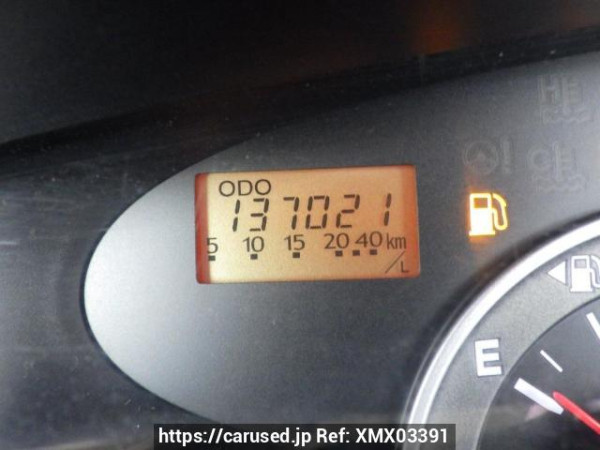 ODO
137021
5 10 15 20 40 km/L
E
https://carused.jp Ref: XMX03391